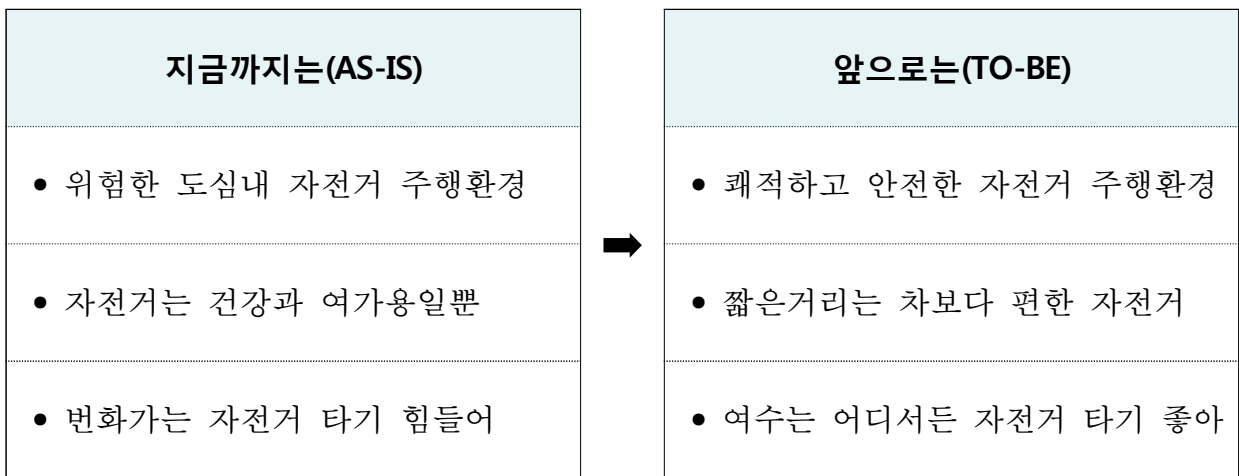 지금까지는(AS-IS)
• 위험한 도심내 자전거 주행환경
• 자전거는 건강과 여가용일뿐
• 번화가는 자전거 타기 힘들어
➡
앞으로는(TO-BE)
• 쾌적하고 안전한 자전거 주행환경
• 짧은거리는 차보다 편한 자전거
• 여수는 어디서든 자전거 타기 좋아